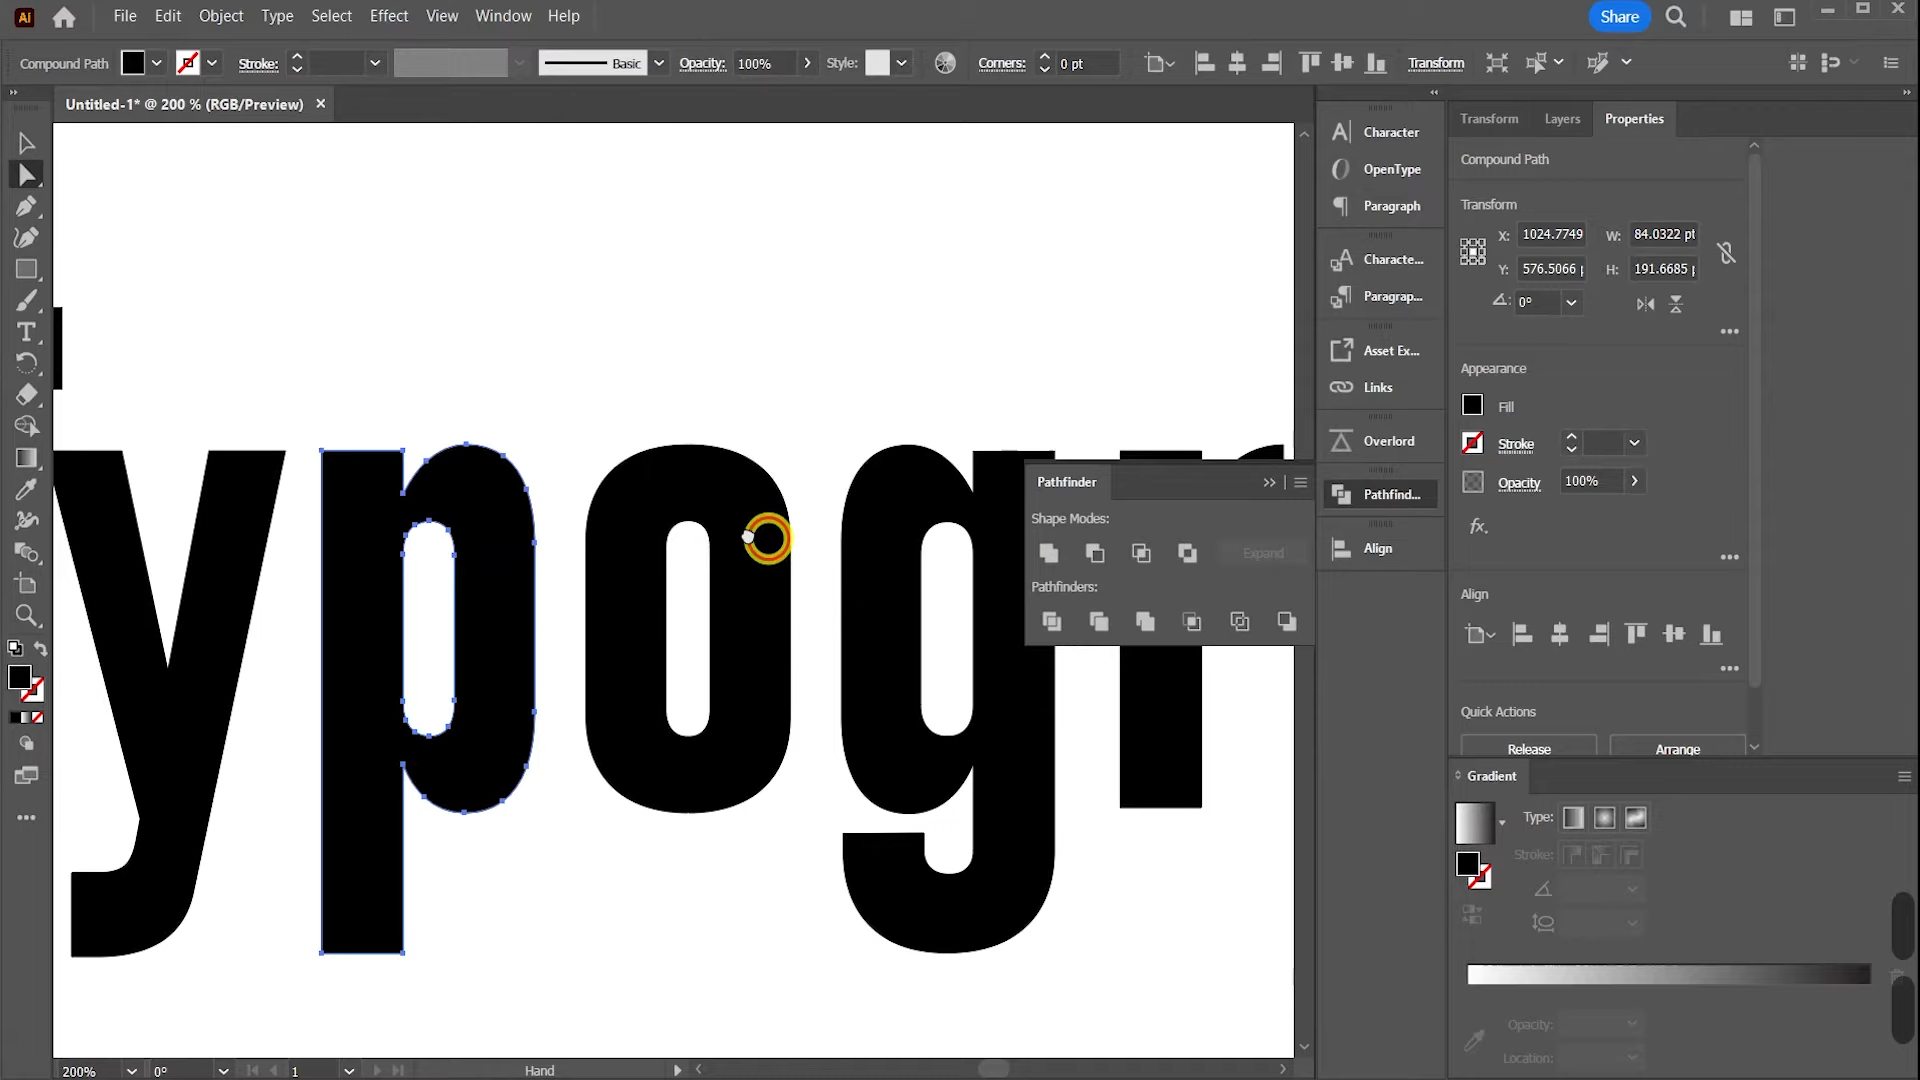 Ai File Edit Object Type Select Effect View Window Help Share
Compound Path Stroke: Basic Opacity: 100% Style: Corners: 0 pt Transform
Untitled-1* @ 200 % (RGB/Preview) ×
Character
OpenType
Paragraph
Characte...
Paragrap...
Asset Ex...
Links
Overlord
Pathfind...
Align
Transform Layers Properties
Compound Path
Transform
X: 1024.7749 W: 84.0322 pt
Y: 576.5066 H: 191.6685
0°
Appearance
Fill
Stroke
Opacity 100%
fx.
Align
Quick Actions
Release Arrange
Gradient
Type:
Stroke:
Opacity:
Location:
ypogr
Pathfinder
Shape Modes:
Expand
Pathfinders:
200% 0° 1 Hand